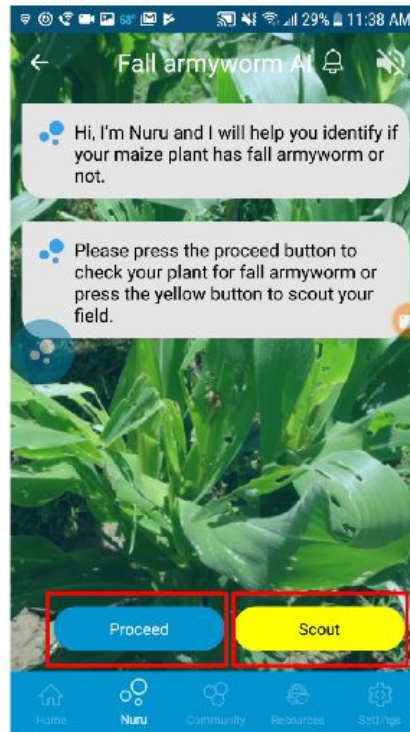 68° 29% 11:38 AM
Fall armyworm AI
Hi, I'm Nuru and I will help you identify if
your maize plant has fall armyworm or
not.
Please press the proceed button to
check your plant for fall armyworm or
press the yellow button to scout your
field.
Proceed Scout
Home Nuru Community Resources Settings